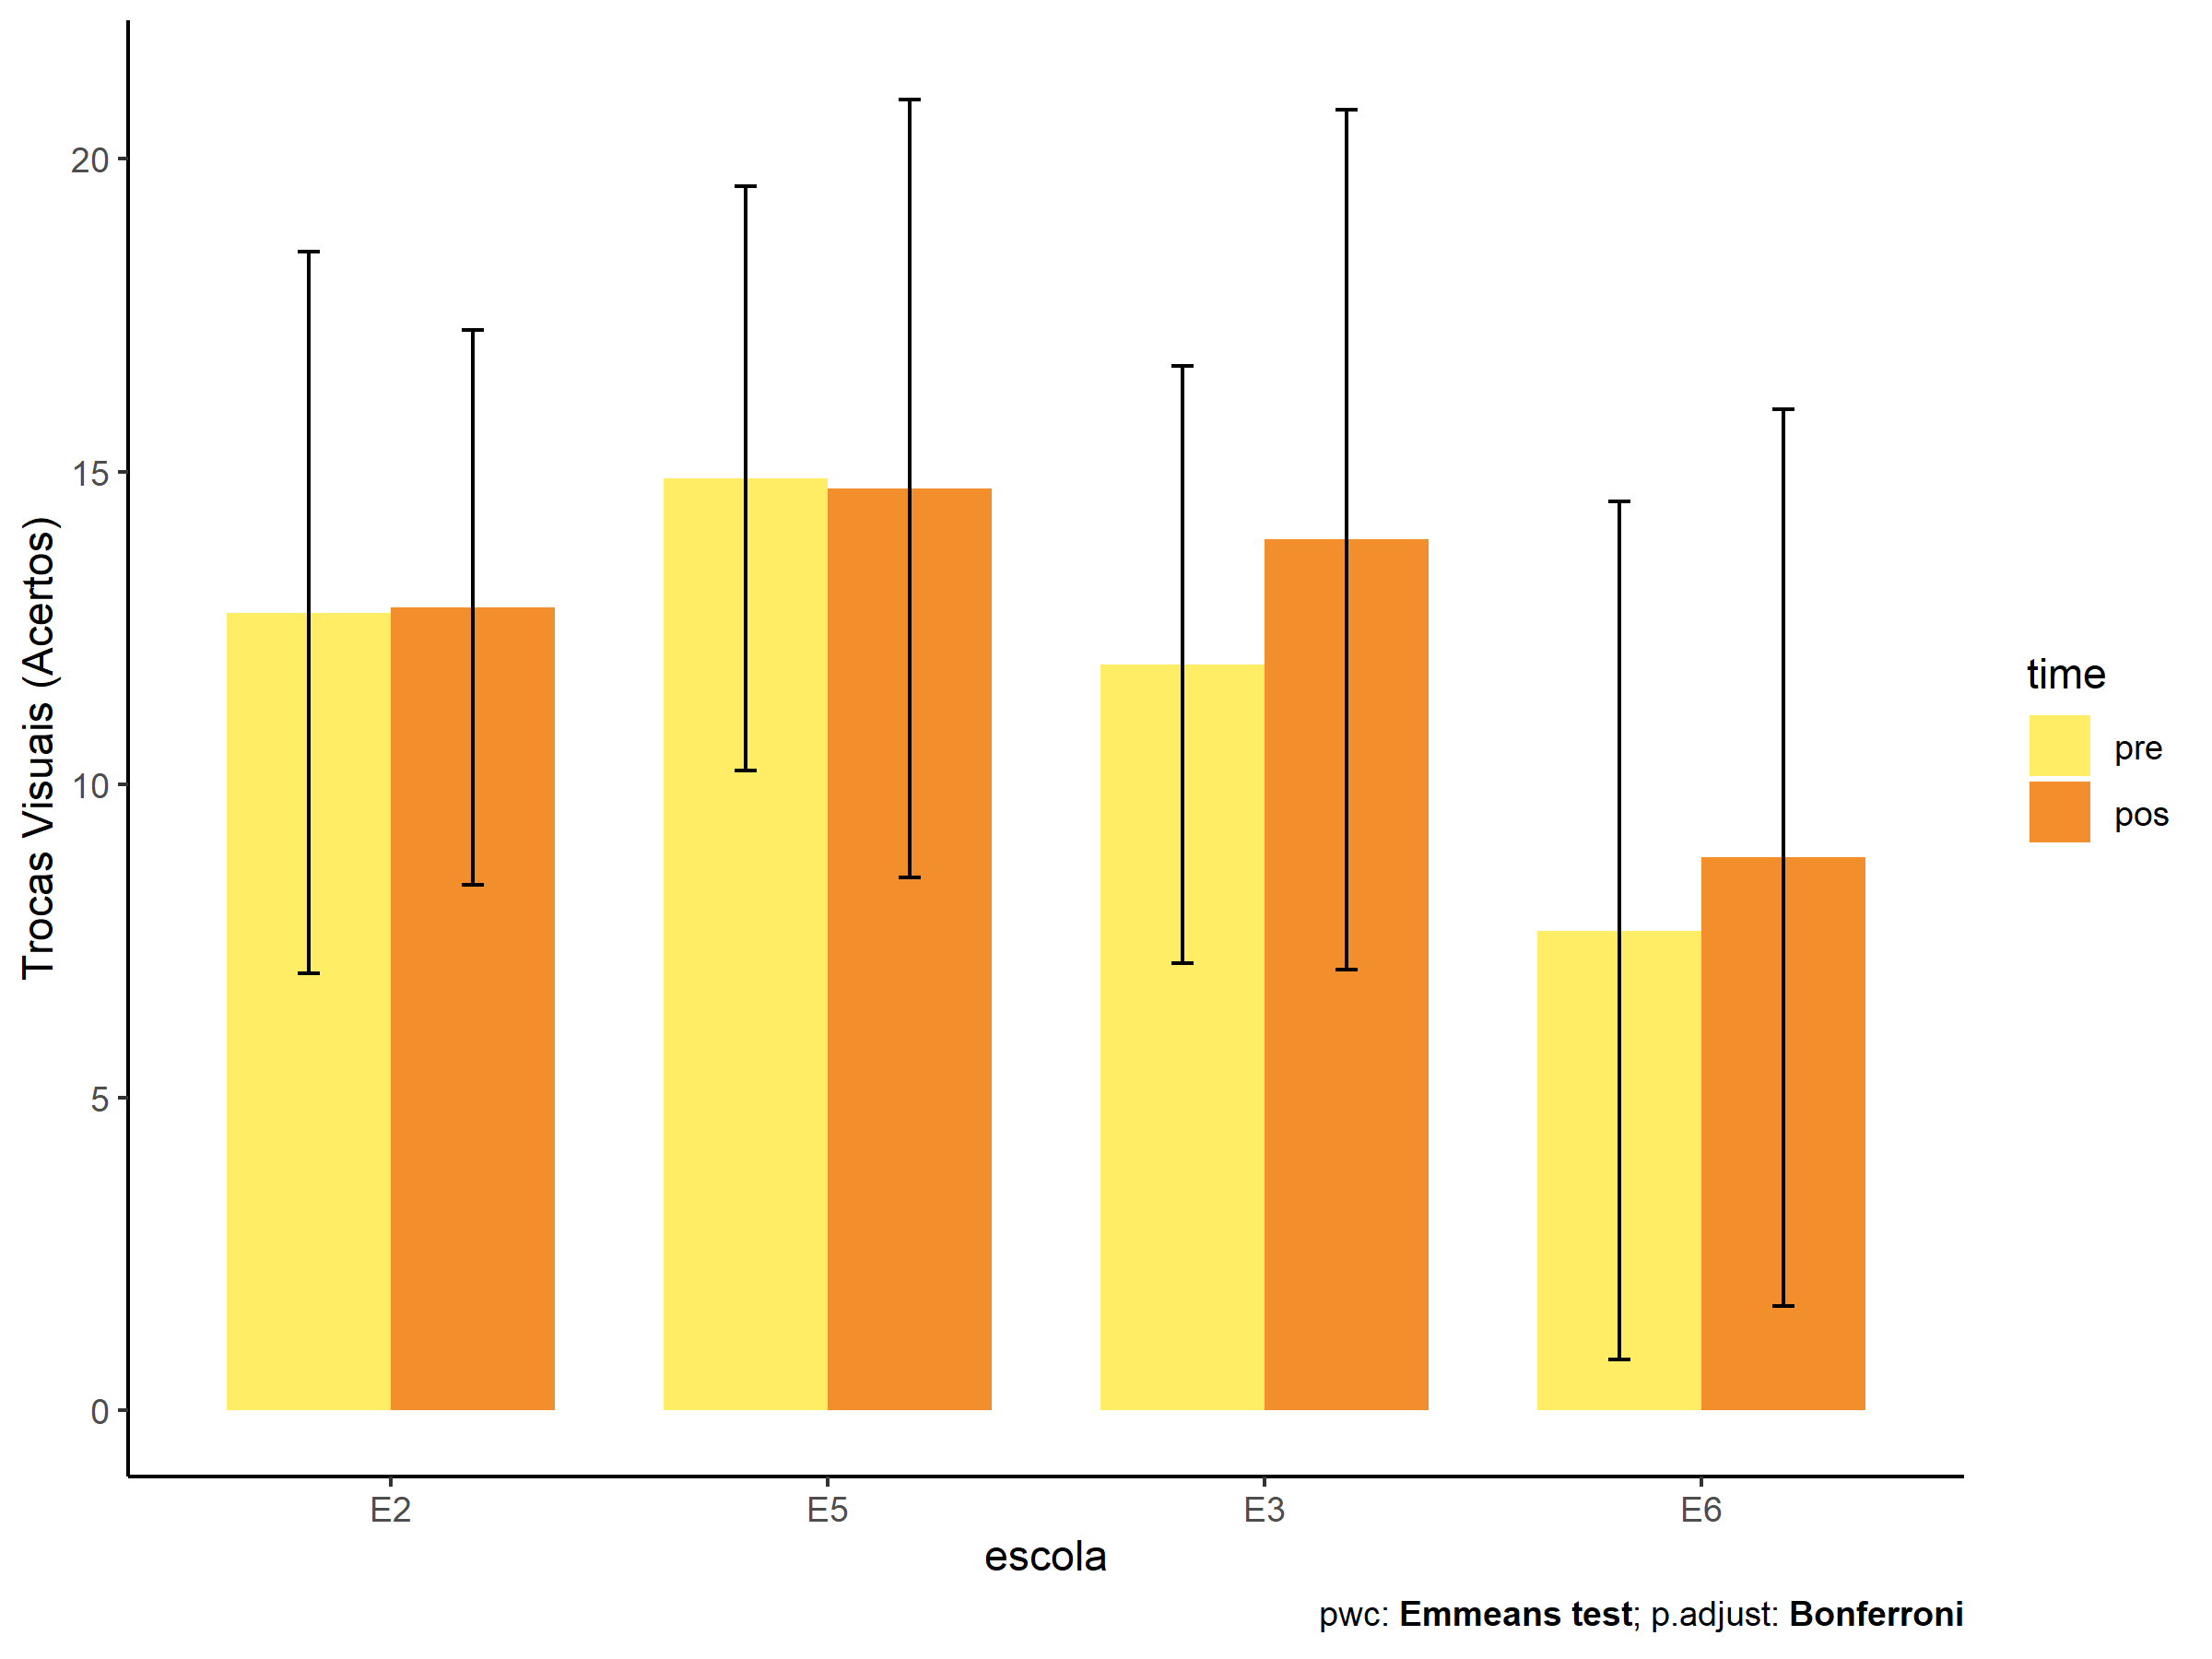 Trocas Visuais (Acertos)
20
15
10
5
0
E2
E5
E3
E6
escola
time
pre
pos
pwc: Emmeans test; p.adjust: Bonferroni